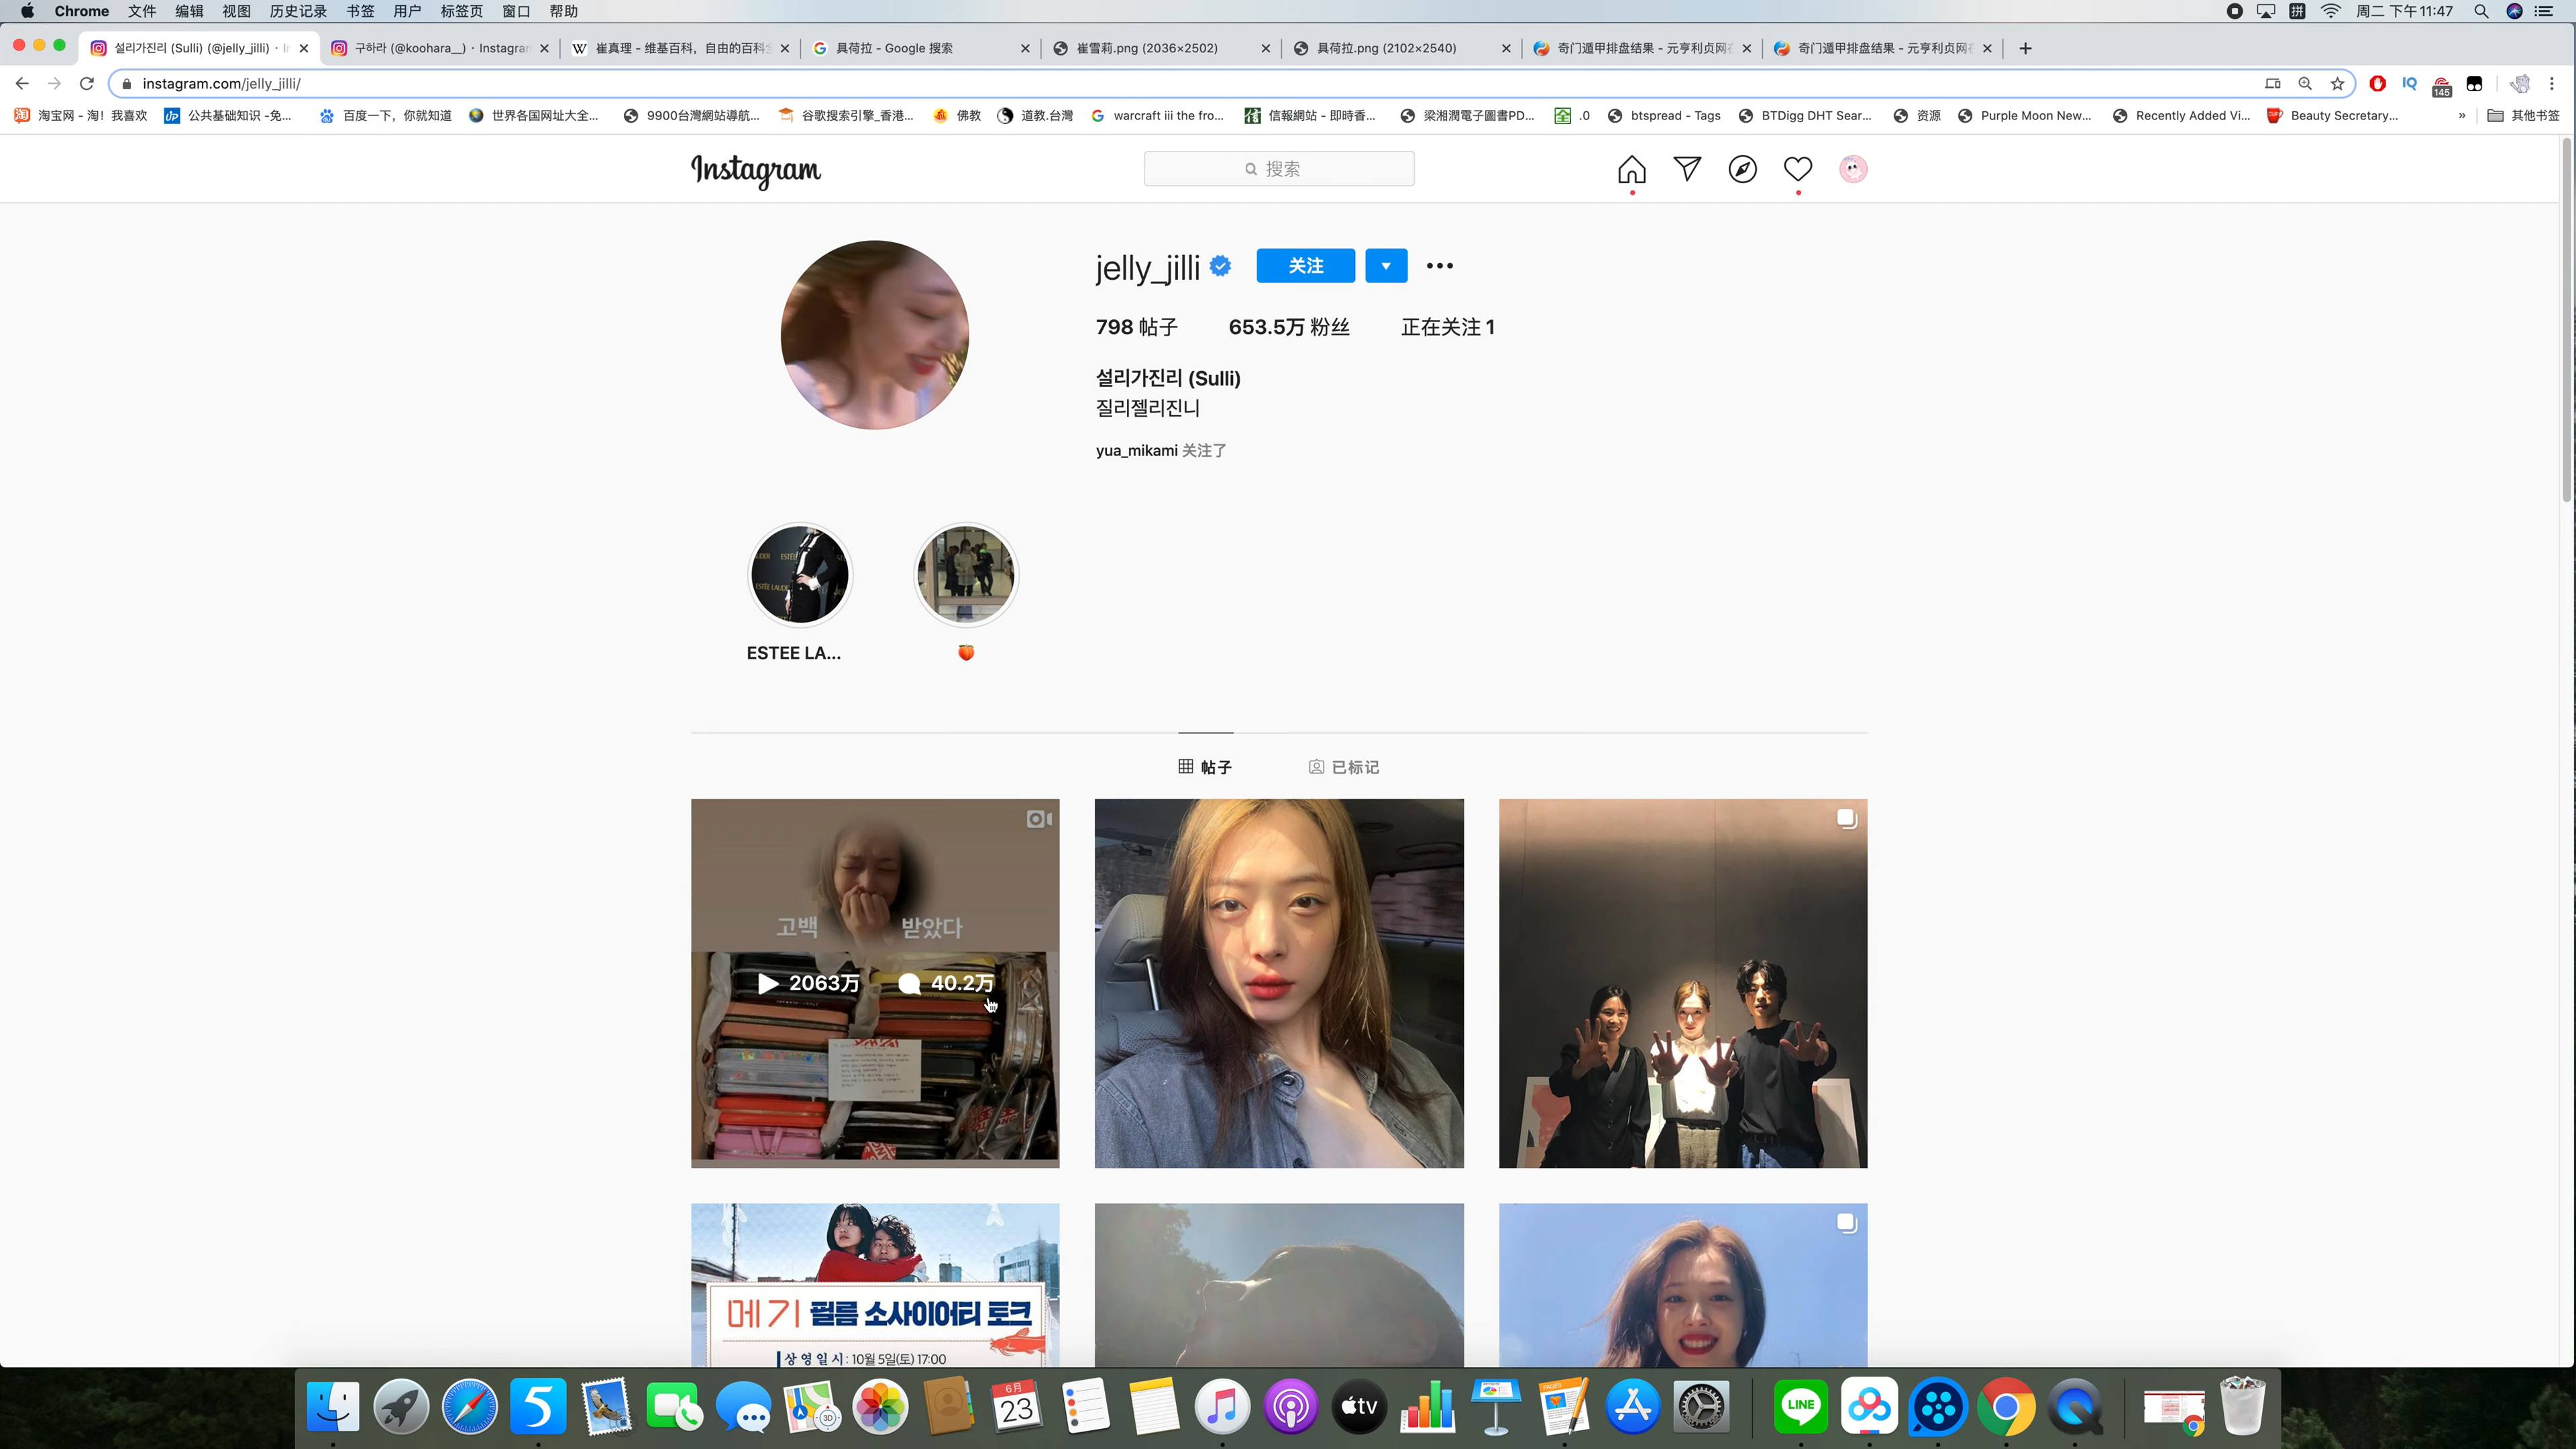 Chrome 文件 编辑 视图 历史记录 书签 用户 标签页 窗口 帮助 周二 下午11:47
설리가진리 (Sulli) (@jelly_jilli) · 구하라 (@koohara__) · Instagram 崔真理 - 维基百科，自由的百科 具荷拉 - Google 搜索 崔雪莉.png (2036×2502) 具荷拉.png (2102×2540) 奇门遁甲排盘结果 - 元亨利贞网 奇门遁甲排盘结果 - 元亨利贞网
instagram.com/jelly_jilli/ IQ 145
淘宝网 - 淘！我喜欢 公共基础知识 -免... 百度一下，你就知道 世界各国网址大全... 9900台灣網站導航... 谷歌搜索引擎_香港... 佛教 道教.台灣 warcraft iii the fro... 信報網站 - 即時香... 梁湘潤電子圖書PD... .0 btspread - Tags BTDigg DHT Sear... 资源 Purple Moon New... Recently Added Vi... Beauty Secretary... » 其他书签
Instagram 搜索
jelly_jilli 关注
798 帖子 653.5万 粉丝 正在关注 1
설리가진리 (Sulli)
질리젤리진니
yua_mikami 关注了
ESTEE LA...
帖子 已标记
고백 받았다
2063万 40.2万
메기 필름 소사이어티 토크
상영일시: 10월 5일(토) 17:00
5 3D 6月 23 tv PAGES LINE